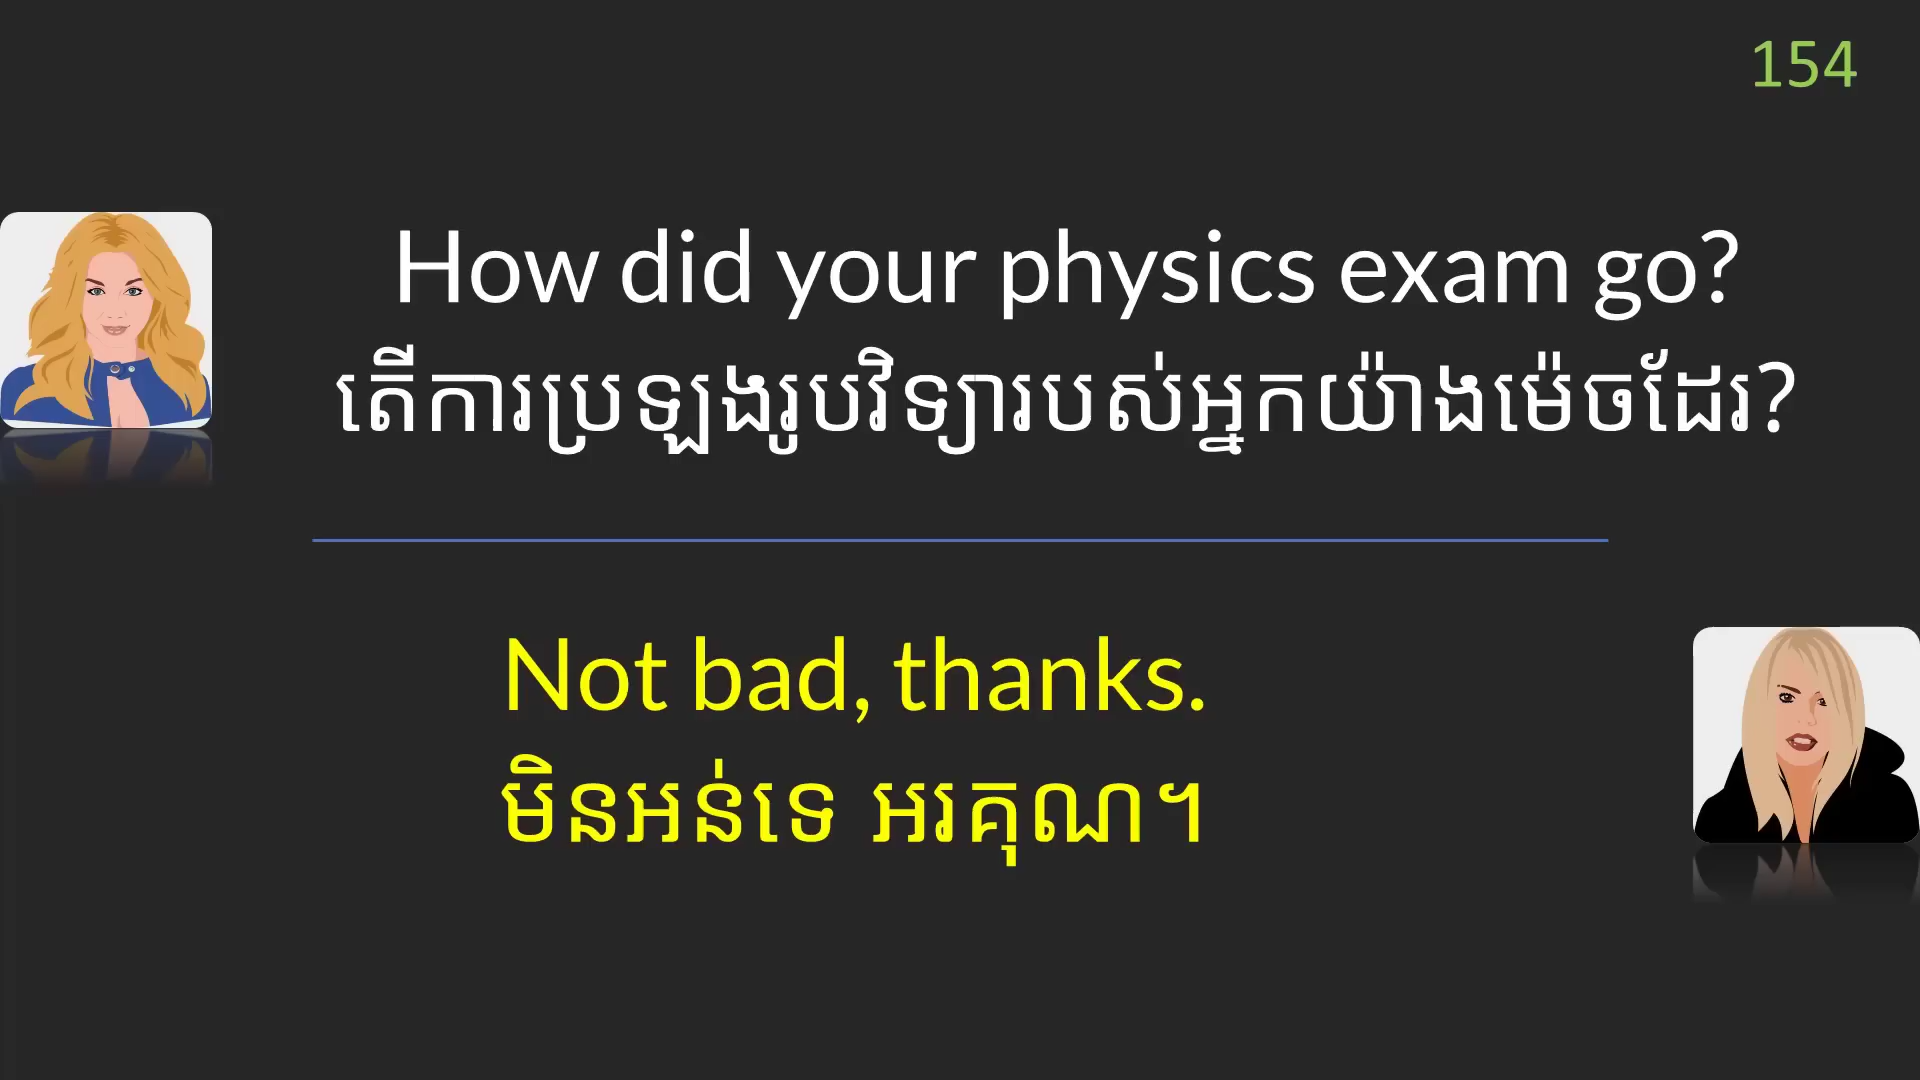 154
How did your physics exam go?
តើការប្រឡងរូបវិទ្យារបស់អ្នកយ៉ាងម៉េចដែរ?
Not bad, thanks.
មិនអន់ទេ អរគុណ។